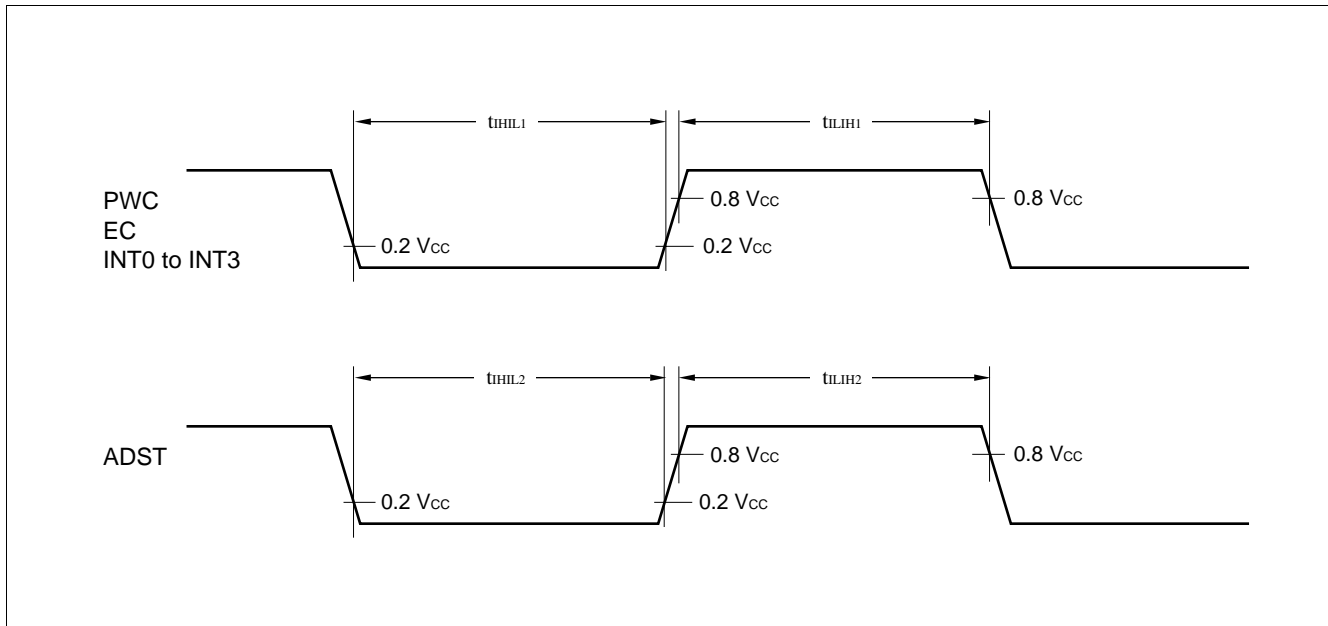 tIHIL1 tILIH1
PWC
EC
INT0 to INT3
0.8 VCC 0.8 VCC
0.2 VCC 0.2 VCC
tIHIL2 tILIH2
ADST
0.8 VCC 0.8 VCC
0.2 VCC 0.2 VCC